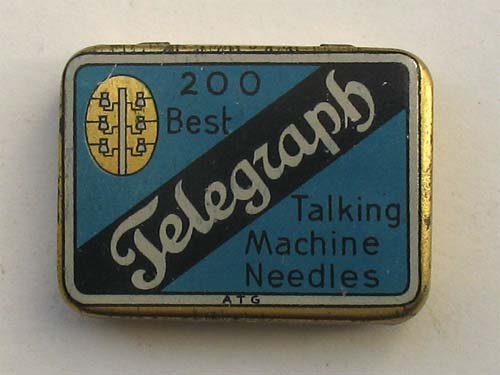 200
Best
Telegraph
Talking
Machine
Needles
ATG